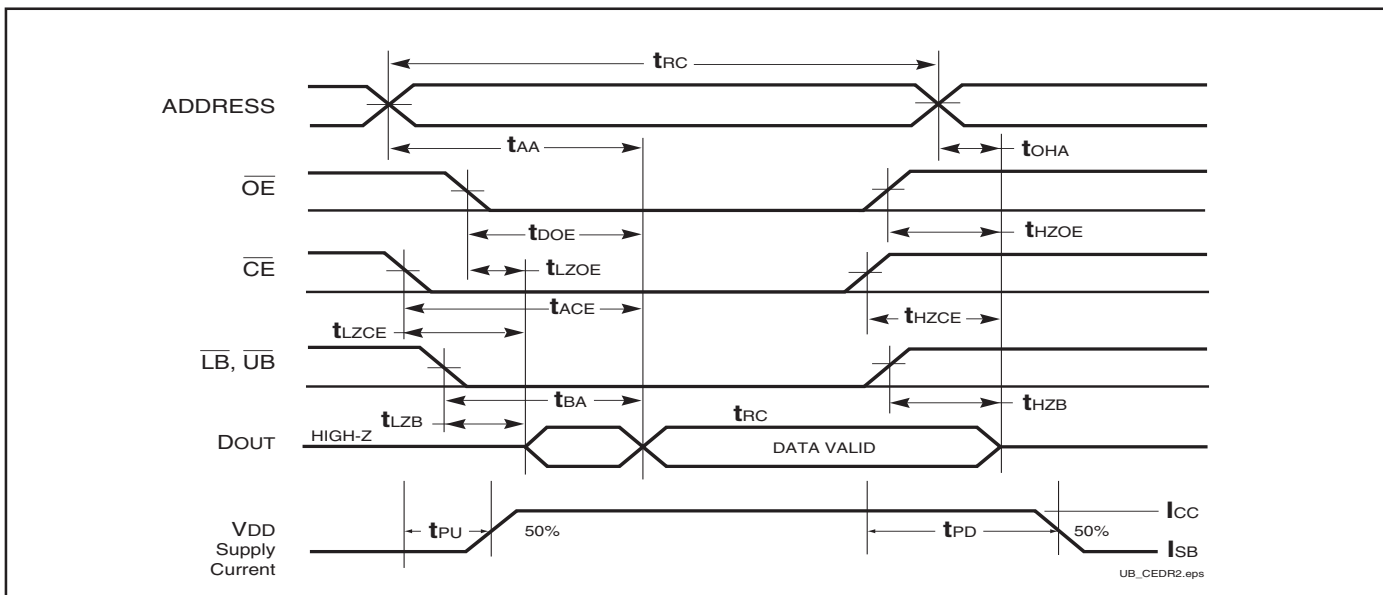 tRC
ADDRESS
tAA
tOHA
OE
tDOE
tHZOE
CE
tLZOE
tACE
tHZCE
tLZCE
LB, UB
tBA
tHZB
tLZB
tRC
DOUT
HIGH-Z
DATA VALID
ICC
tPU
50%
tPD
50%
VDD
Supply
Current
ISB
UB_CEDR2.eps